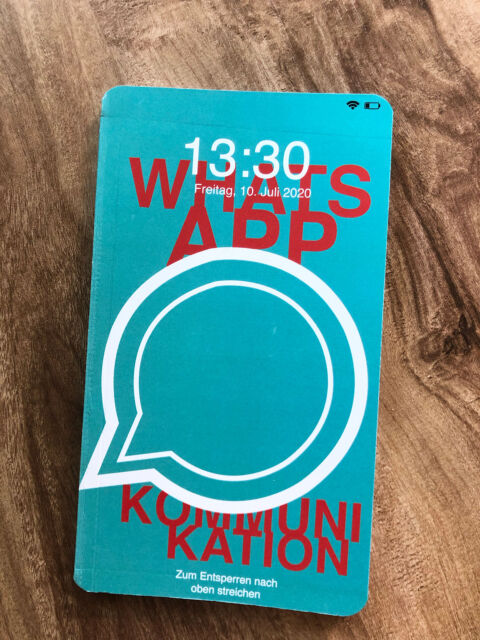 13:30
WHATS
Freitag, 10. Juli 2020
APP
KOMMUNI
KATION
Zum Entsperren nach
oben streichen